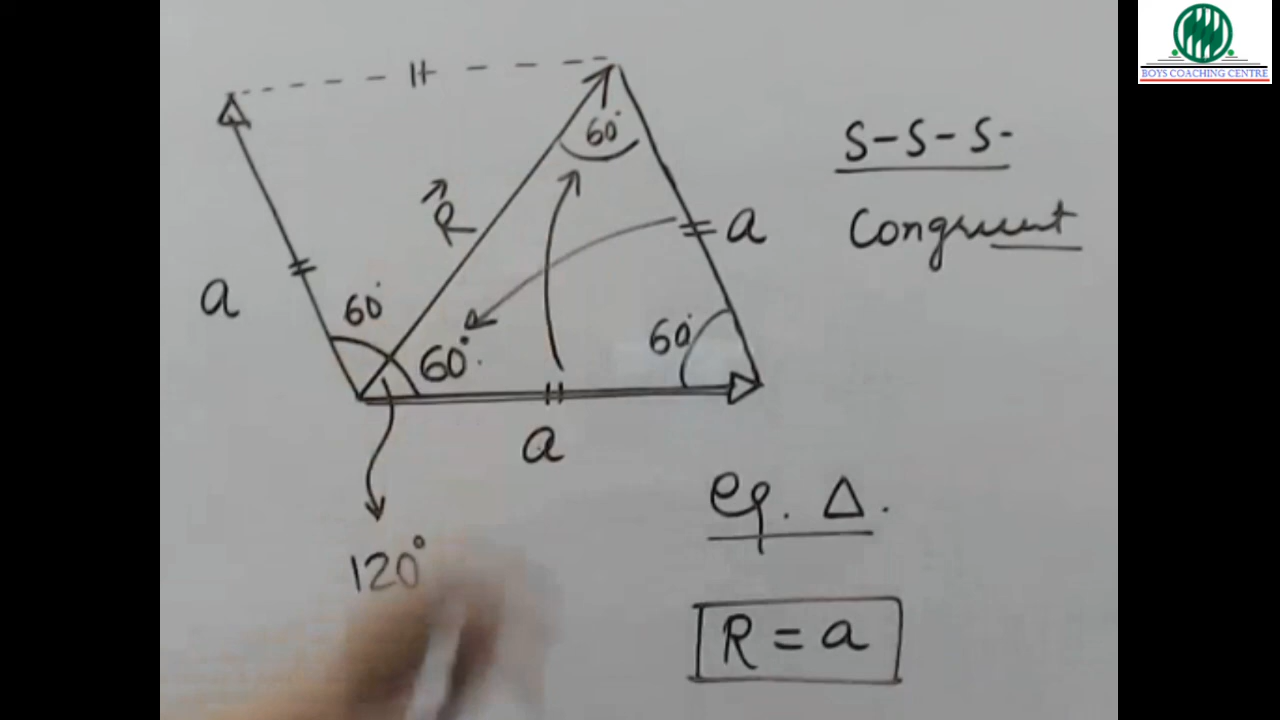 BOYS COACHING CENTRE
60°
S-S-S-
R
a
Congruent
a
60°
60°
60°.
a
eq. Δ.
120°
R = a